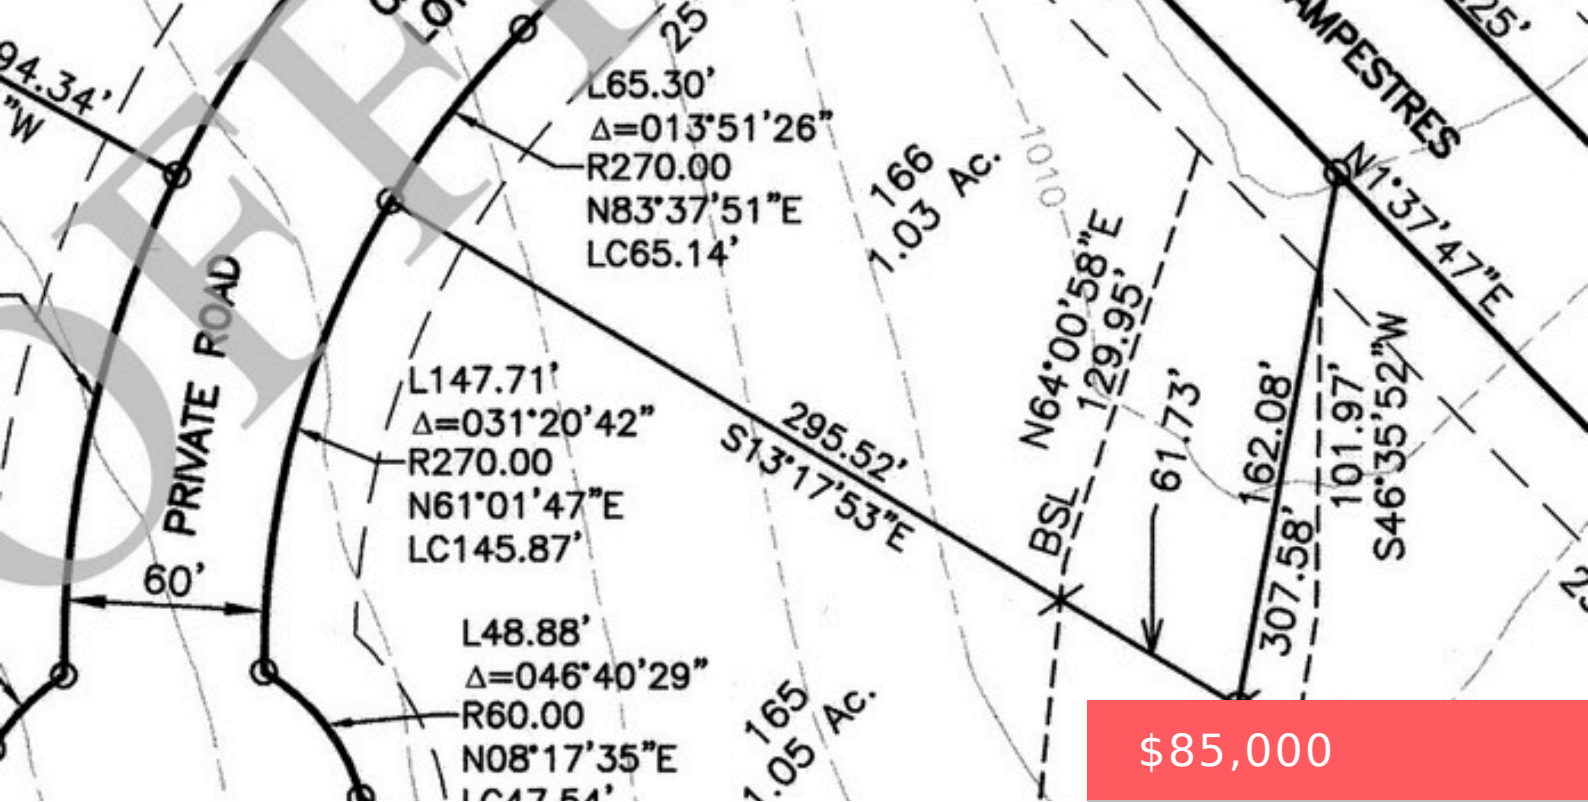 94.34'
"W
25
L65.30'
Δ=013°51'26"
R270.00
N83°37'51"E
LC65.14'
166
1.03 Ac.
1010
AMPESTRES
25'
N1°37'47"E
N64°00'58"E
129.95'
BSL
61.73'
162.08'
307.58'
101.97'
S46°35'52"W
295.52'
S13°17'53"E
PRIVATE ROAD
60'
L147.71'
Δ=031°20'42"
R270.00
N61°01'47"E
LC145.87'
L48.88'
Δ=046°40'29"
R60.00
N08°17'35"E
LC47.54'
165
1.05 Ac.
$85,000